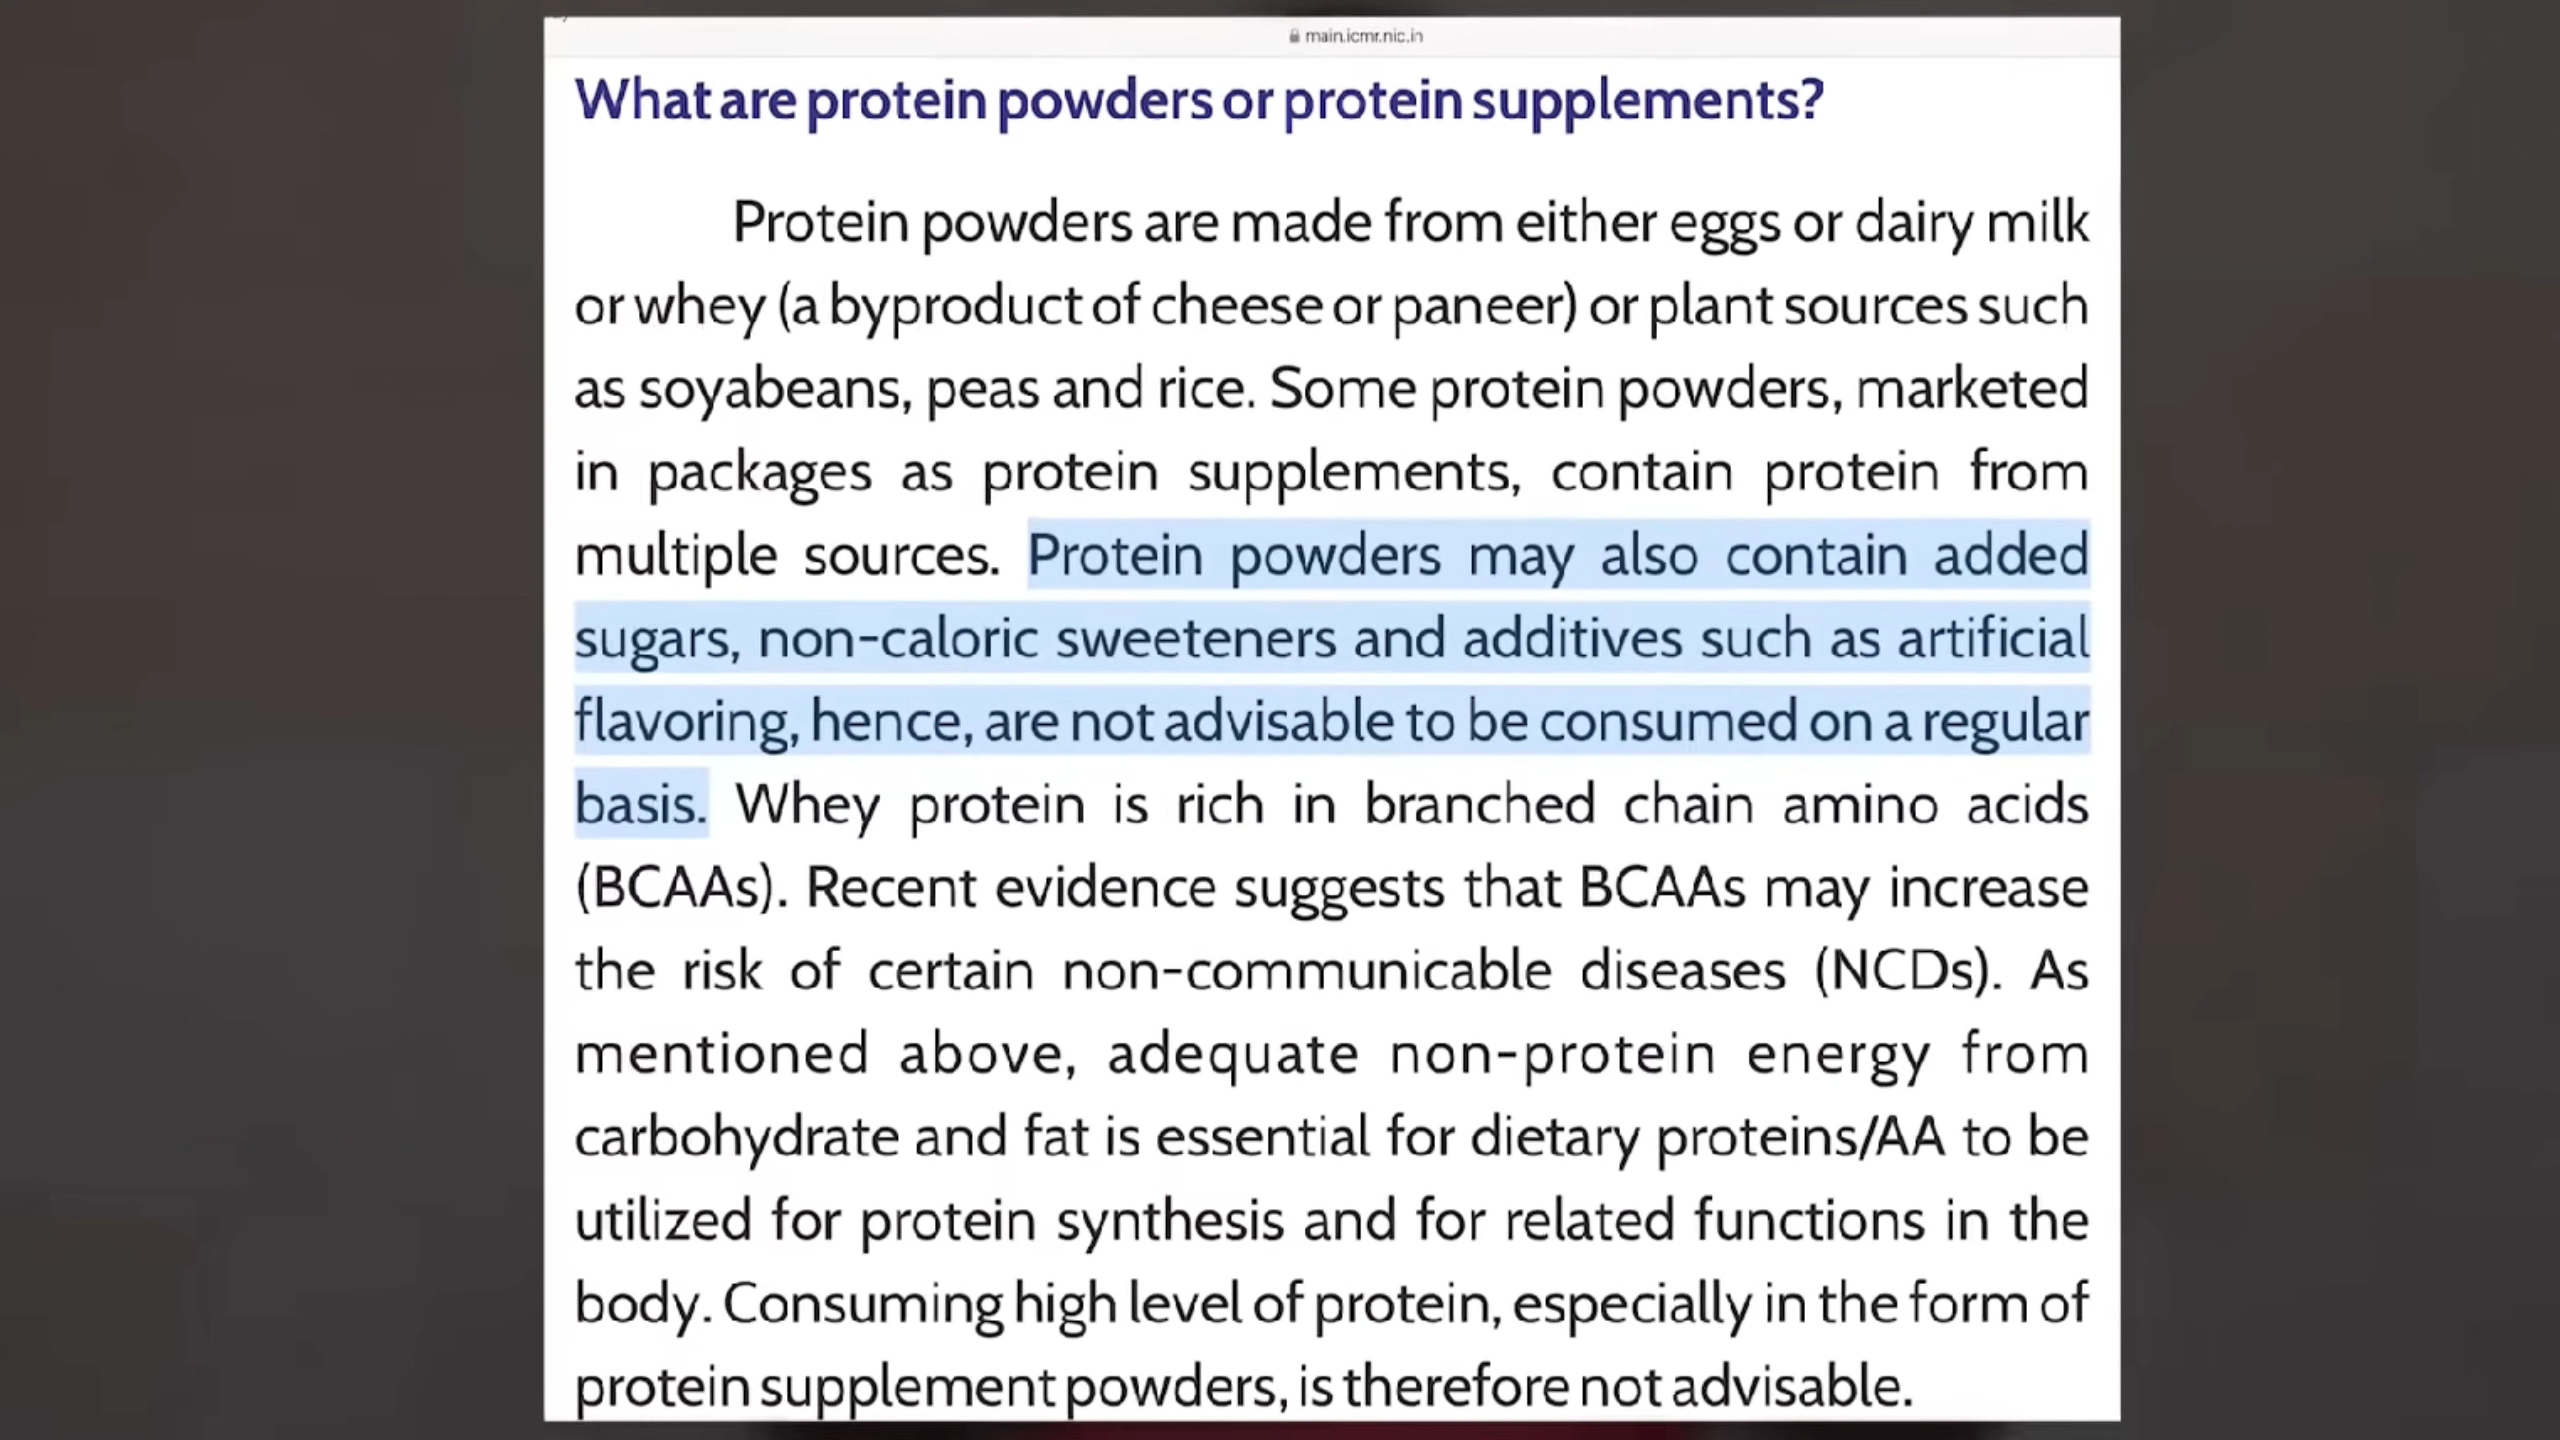 main.icmr.nic.in
What are protein powders or protein supplements?
Protein powders are made from either eggs or dairy milk
or whey (a byproduct of cheese or paneer) or plant sources such
as soyabeans, peas and rice. Some protein powders, marketed
in packages as protein supplements, contain protein from
multiple sources. Protein powders may also contain added
sugars, non-caloric sweeteners and additives such as artificial
flavoring, hence, are not advisable to be consumed on a regular
basis. Whey protein is rich in branched chain amino acids
(BCAAs). Recent evidence suggests that BCAAs may increase
the risk of certain non-communicable diseases (NCDs). As
mentioned above, adequate non-protein energy from
carbohydrate and fat is essential for dietary proteins/AA to be
utilized for protein synthesis and for related functions in the
body. Consuming high level of protein, especially in the form of
protein supplement powders, is therefore not advisable.